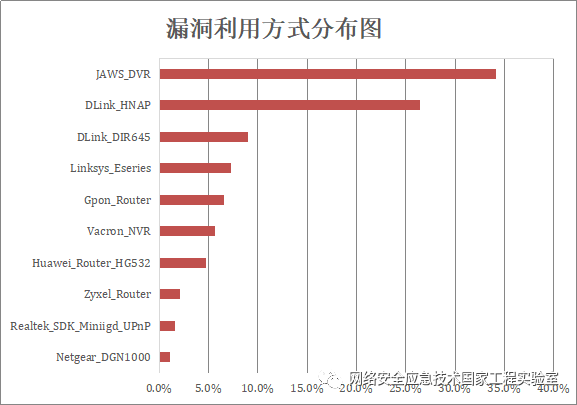 漏洞利用方式分布图
JAWS_DVR
DLink_HNAP
DLink_DIR645
Linksys_Eseries
Gpon_Router
Vacron_NVR
Huawei_Router_HG532
Zyxel_Router
Realtek_SDK_Miniigd_UPnP
Netgear_DGN1000
0.0% 5.0% 10.0% 15.0% 20.0% 25.0% 30.0% 35.0% 40.0%
网络安全应急技术国家工程实验室